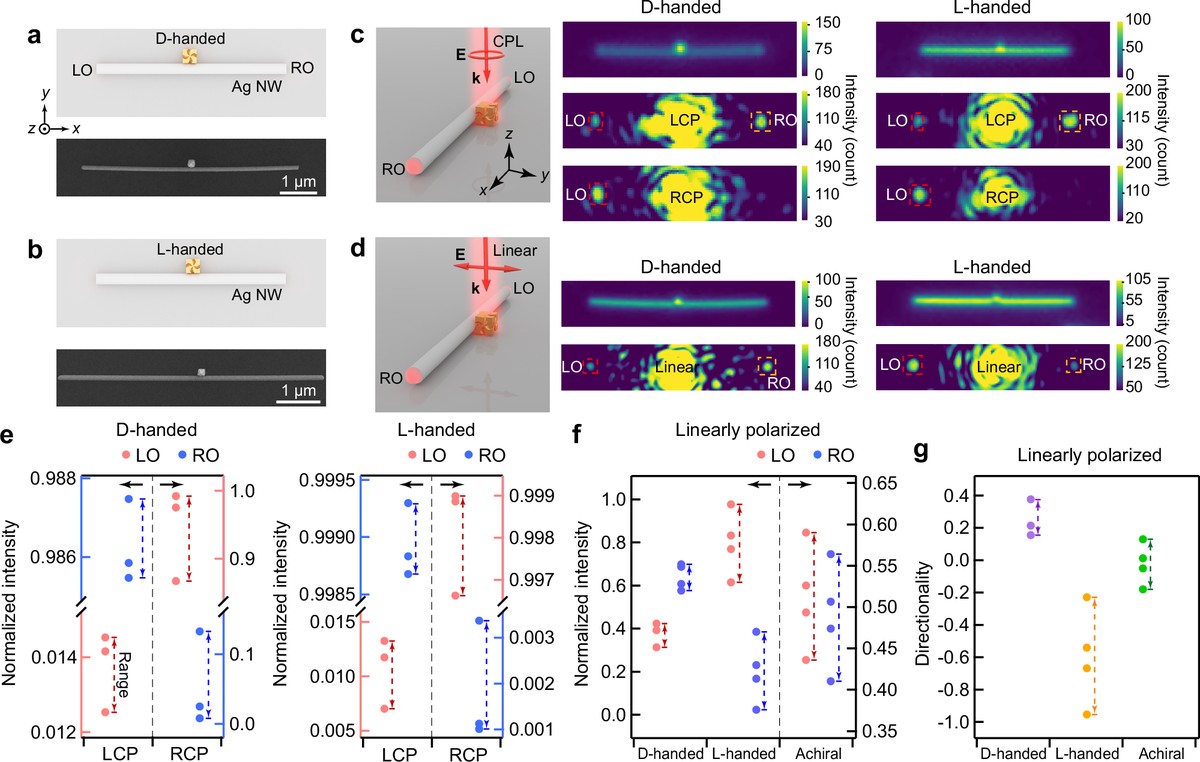 a
D-handed
LO
RO
Ag NW
y
z
x
1 µm
b
L-handed
Ag NW
1 µm
c
CPL
E
k
LO
RO
z
y
x
D-handed
150
75
0
LO
LCP
RO
180
110
40
LO
RCP
190
110
30
Intensity (count)
L-handed
100
50
0
LO
LCP
RO
200
115
30
LO
RCP
200
110
20
Intensity (count)
d
Linear
E
k
LO
RO
D-handed
100
50
0
LO
Linear
RO
180
110
40
Intensity (count)
L-handed
105
55
5
LO
Linear
RO
200
125
50
Intensity (count)
e
D-handed
LO RO
Normalized intensity
0.988
0.986
0.014
0.012
1.0
0.9
0.1
0.0
Range
LCP RCP
L-handed
LO RO
Normalized intensity
0.9995
0.9990
0.9985
0.015
0.010
0.005
0.999
0.998
0.997
0.003
0.002
0.001
LCP RCP
f
Linearly polarized
LO RO
Normalized intensity
1.0
0.8
0.6
0.4
0.2
0.0
0.65
0.60
0.55
0.50
0.45
0.40
0.35
D-handed L-handed Achiral
g
Linearly polarized
Directionality
0.4
0.2
0.0
-0.2
-0.4
-0.6
-0.8
-1.0
D-handed L-handed Achiral